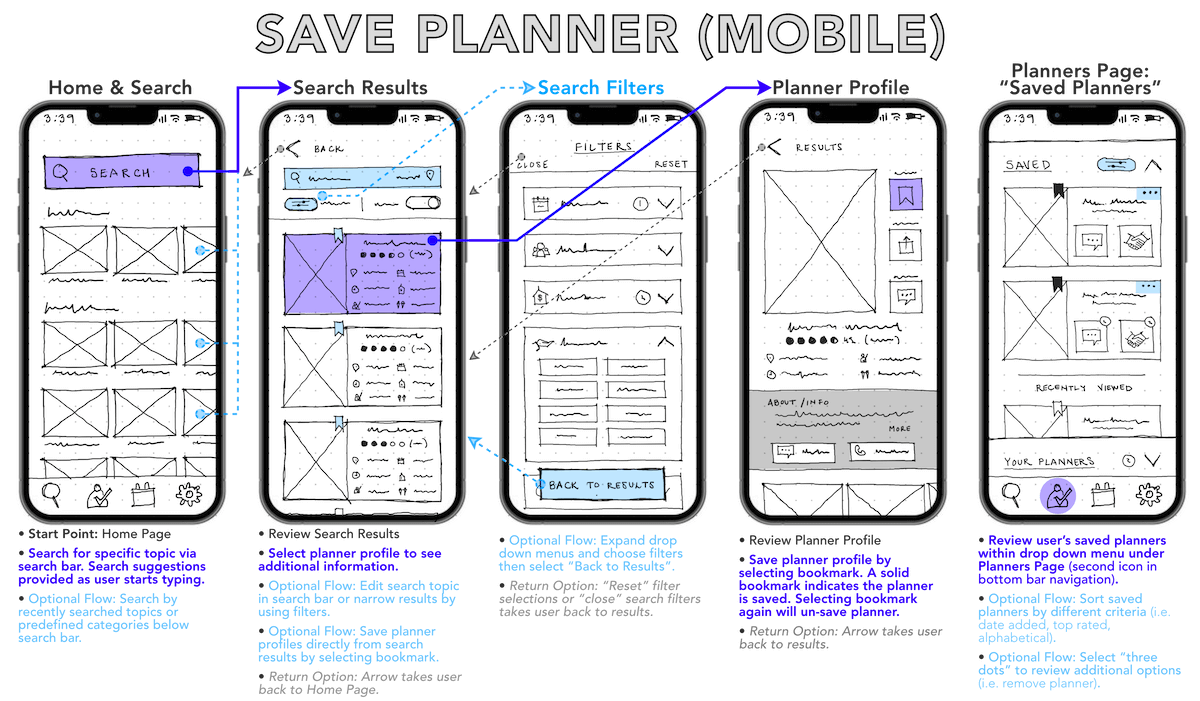 SAVE PLANNER (MOBILE)
Home & Search
3:39
SEARCH
• Start Point: Home Page
• Search for specific topic via
search bar. Search suggestions
provided as user starts typing.
• Optional Flow: Search by
recently searched topics or
predefined categories below
search bar.
Search Results
3:39
BACK
• Review Search Results
• Select planner profile to see
additional information.
• Optional Flow: Edit search topic
in search bar or narrow results by
using filters.
• Optional Flow: Save planner
profiles directly from search
results by selecting bookmark.
• Return Option: Arrow takes user
back to Home Page.
Search Filters
3:39
FILTERS
CLOSE
RESET
BACK TO RESULTS
• Optional Flow: Expand drop
down menus and choose filters
then select “Back to Results”.
• Return Option: “Reset” filter
selections or “close” search filters
takes user back to results.
Planner Profile
3:39
RESULTS
ABOUT/INFO
MORE
• Review Planner Profile
• Save planner profile by
selecting bookmark. A solid
bookmark indicates the planner
is saved. Selecting bookmark
again will un-save planner.
• Return Option: Arrow takes user
back to results.
Planners Page:
“Saved Planners”
3:39
SAVED
RECENTLY VIEWED
YOUR PLANNERS
• Review user’s saved planners
within drop down menu under
Planners Page (second icon in
bottom bar navigation).
• Optional Flow: Sort saved
planners by different criteria (i.e.
date added, top rated,
alphabetical).
• Optional Flow: Select “three
dots” to review additional options
(i.e. remove planner).